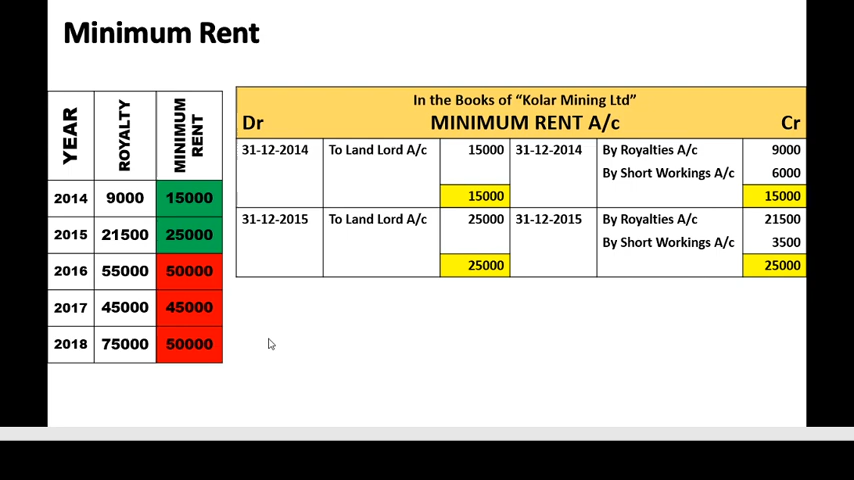 Minimum Rent
YEAR ROYALTY MINIMUM RENT
2014 9000 15000
2015 21500 25000
2016 55000 50000
2017 45000 45000
2018 75000 50000
In the Books of “Kolar Mining Ltd”
Dr MINIMUM RENT A/c Cr
31-12-2014 To Land Lord A/c 15000 31-12-2014 By Royalties A/c 9000
By Short Workings A/c 6000
15000 15000
31-12-2015 To Land Lord A/c 25000 31-12-2015 By Royalties A/c 21500
By Short Workings A/c 3500
25000 25000